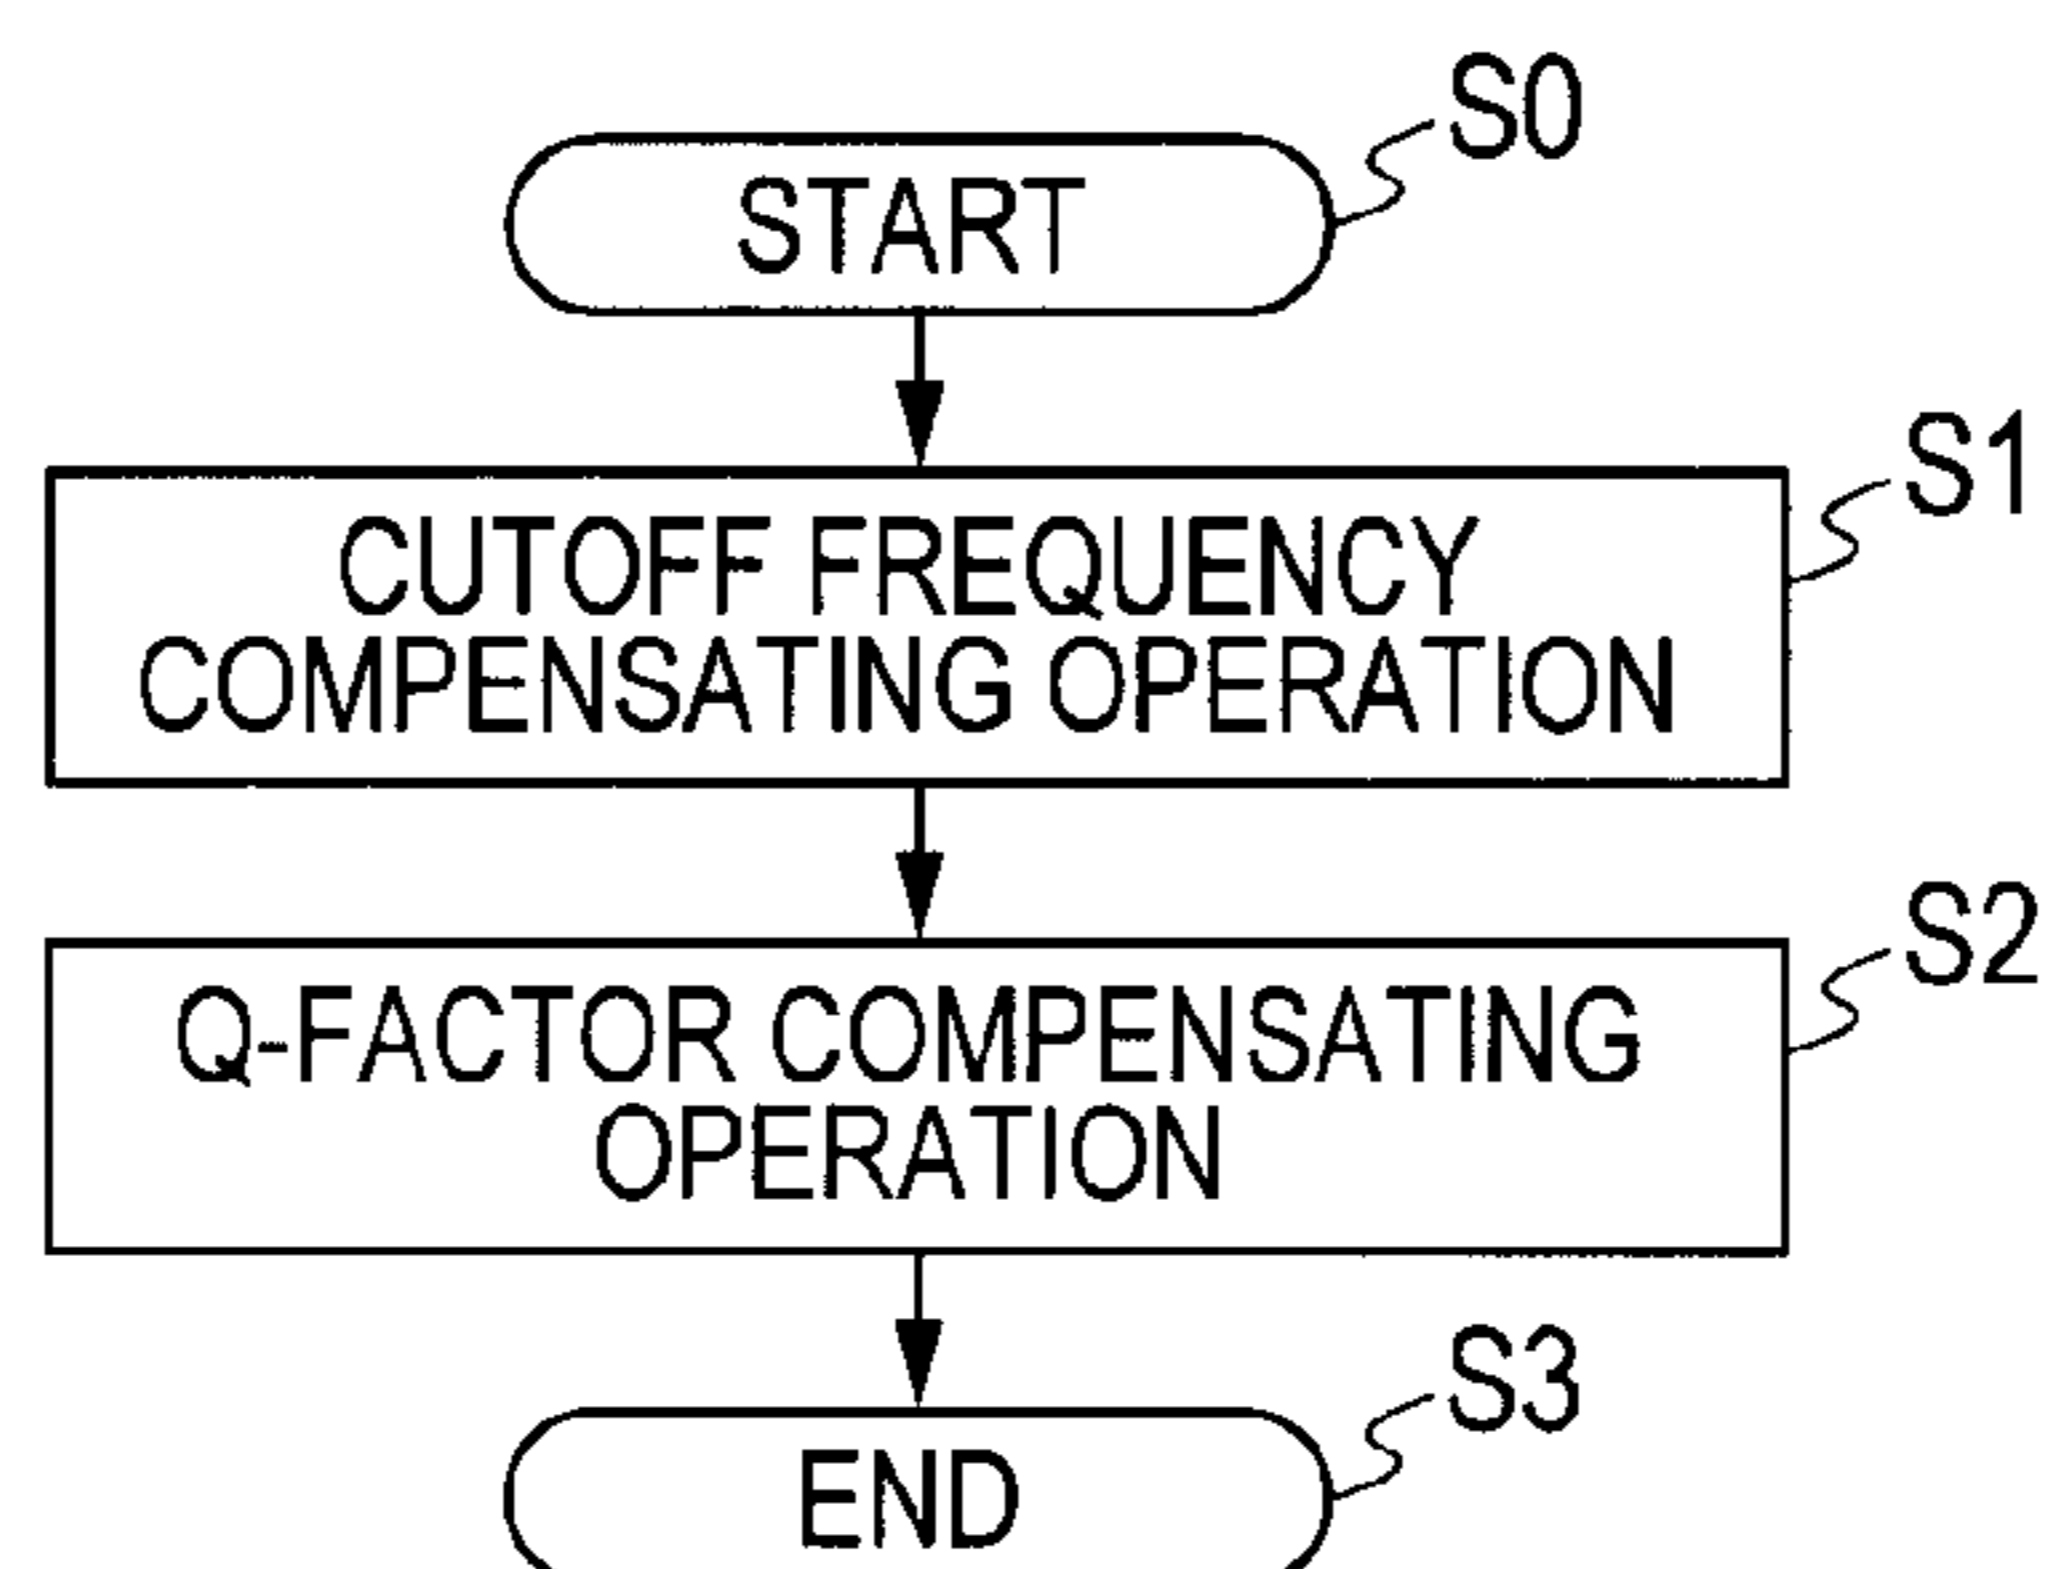 S0
START
S1
CUTOFF FREQUENCY
COMPENSATING OPERATION
S2
Q-FACTOR COMPENSATING
OPERATION
S3
END